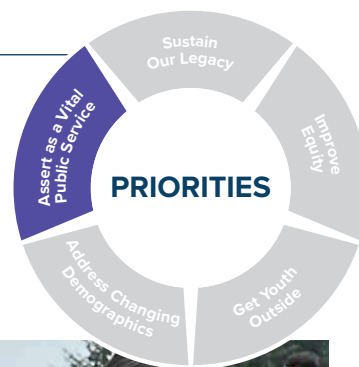 Sustain
Our Legacy
Improve
Equity
Get Youth
Outside
Address Changing
Demographics
Assert as a Vital
Public Service
PRIORITIES